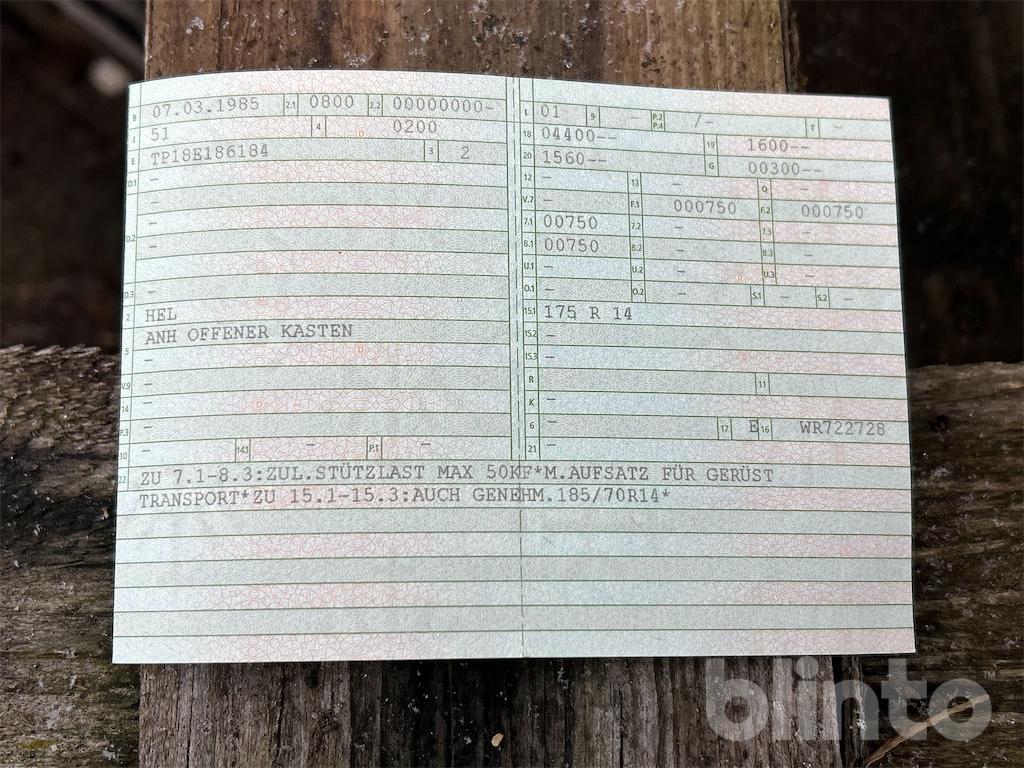 B 07.03.1985 2.1 0800 2.2 00000000-
J 51 4 0200
E TP18E186184 3 2
D.1 -
-
D.2 -
-
-
D.3 -
2 HEL
5 ANH OFFENER KASTEN
-
V.9 -
14 - - -
P.3 -
10 - 14.1 - P.1 -
L 01 9 - P.2 P.4 /- T -
18 04400-- 19 1600--
20 1560-- G 00300--
12 - 13 - Q -
V.7 - F.1 000750 F.2 000750
7.1 00750 7.2 - 7.3 -
8.1 00750 8.2 - 8.3 -
U.1 - U.2 - U.3 -
O.1 - O.2 - S.1 - S.2 -
15.1 175 R 14
15.2 -
15.3 -
R - 11
K -
6 - 17 E 16 WR722728
21 -
22 ZU 7.1-8.3:ZUL.STÜTZLAST MAX 50KF*M.AUFSATZ FÜR GERÜST
TRANSPORT*ZU 15.1-15.3:AUCH GENEHM.185/70R14*
blinto